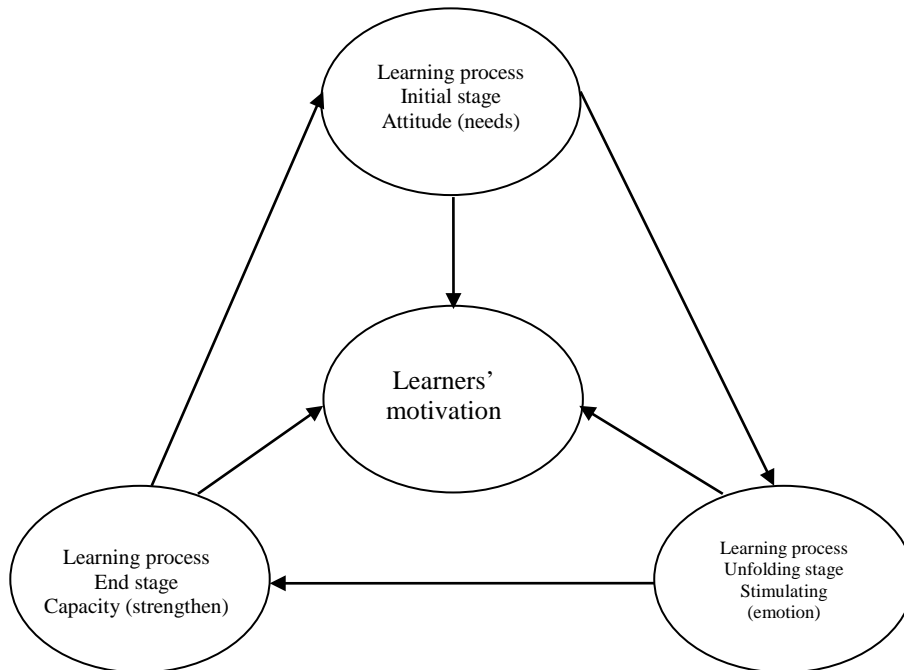 Learning process
Initial stage
Attitude (needs)
Learners’
motivation
Learning process
End stage
Capacity (strengthen)
Learning process
Unfolding stage
Stimulating
(emotion)